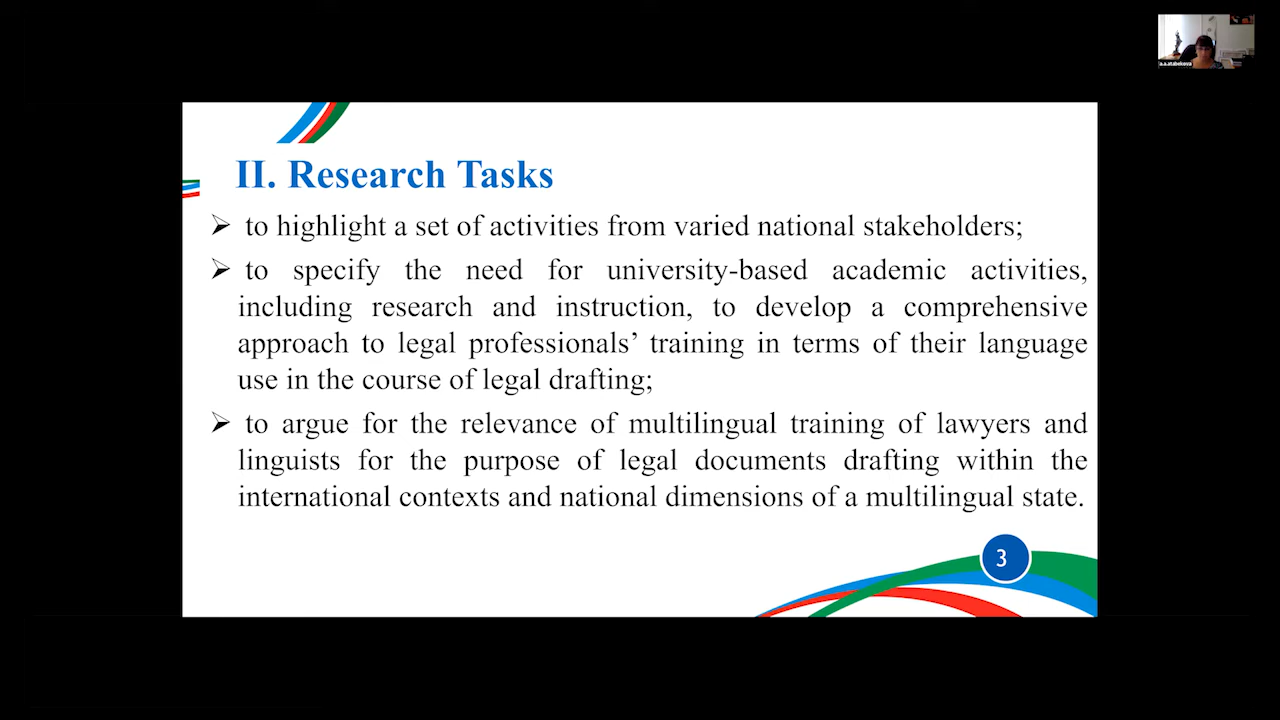 a.a.atabekova
II. Research Tasks
➢ to highlight a set of activities from varied national stakeholders;
➢ to specify the need for university-based academic activities,
including research and instruction, to develop a comprehensive
approach to legal professionals’ training in terms of their language
use in the course of legal drafting;
➢ to argue for the relevance of multilingual training of lawyers and
linguists for the purpose of legal documents drafting within the
international contexts and national dimensions of a multilingual state.
3